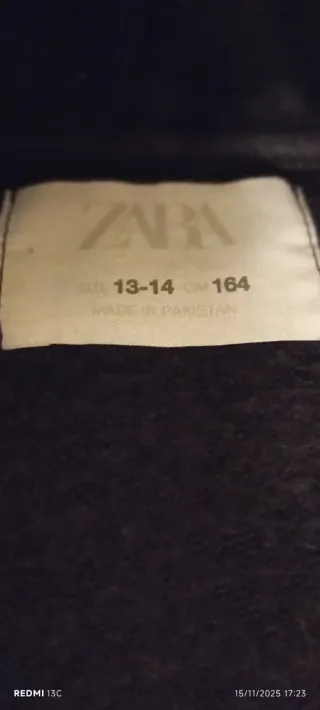 ZARA
SIZE 13-14 CM 164
MADE IN PAKISTAN
REDMI 13C
15/11/2025 17:23